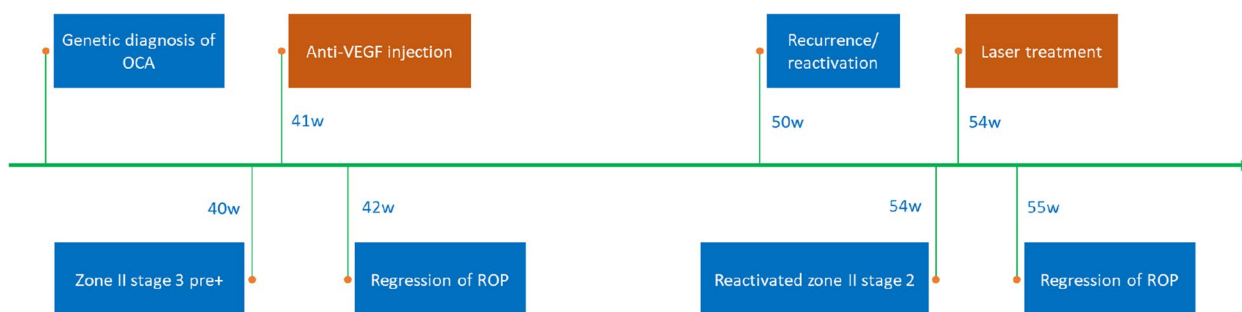 Genetic diagnosis of
OCA
Anti-VEGF injection
Recurrence/
reactivation
Laser treatment
41w
50w
54w
40w
42w
54w
55w
Zone II stage 3 pre+
Regression of ROP
Reactivated zone II stage 2
Regression of ROP